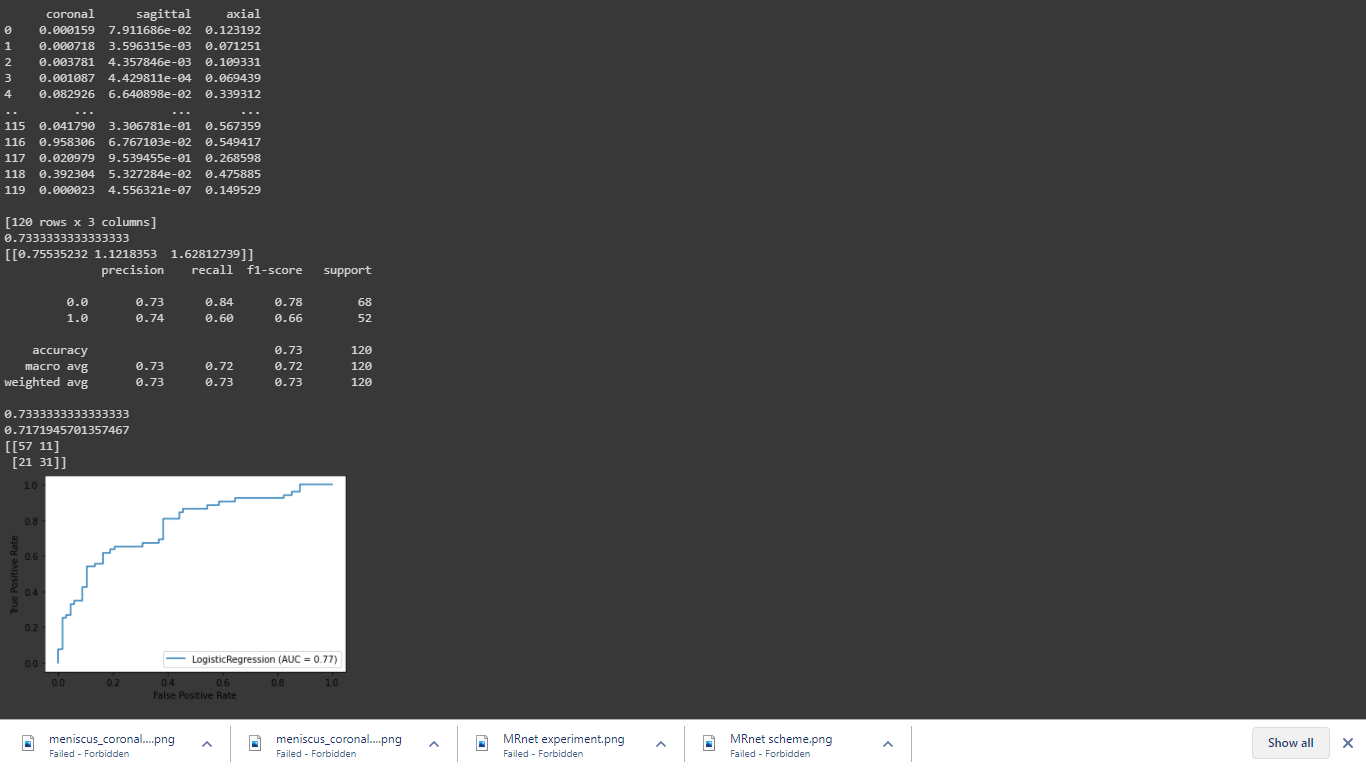 coronal sagittal axial
0 0.000159 7.911686e-02 0.123192
1 0.000718 3.596315e-03 0.071251
2 0.003781 4.357846e-03 0.109331
3 0.001087 4.429811e-04 0.069439
4 0.082926 6.640898e-02 0.339312
.. ... ... ...
115 0.041790 3.306781e-01 0.567359
116 0.958306 6.767103e-02 0.549417
117 0.020979 9.539455e-01 0.268598
118 0.392304 5.327284e-02 0.475885
119 0.000023 4.556321e-07 0.149529
[120 rows x 3 columns]
0.7333333333333333
[[0.75535232 1.1218353 1.62812739]]
precision recall f1-score support
0.0 0.73 0.84 0.78 68
1.0 0.74 0.60 0.66 52
accuracy 0.73 120
macro avg 0.73 0.72 0.72 120
weighted avg 0.73 0.73 0.73 120
0.7333333333333333
0.7171945701357467
[[57 11]
[21 31]]
1.0
0.8
0.6
0.4
0.2
0.0
True Positive Rate
LogisticRegression (AUC = 0.77)
0.0 0.2 0.4 0.6 0.8 1.0
False Positive Rate
meniscus_coronal....png
Failed - Forbidden
meniscus_coronal....png
Failed - Forbidden
MRnet experiment.png
Failed - Forbidden
MRnet scheme.png
Failed - Forbidden
Show all